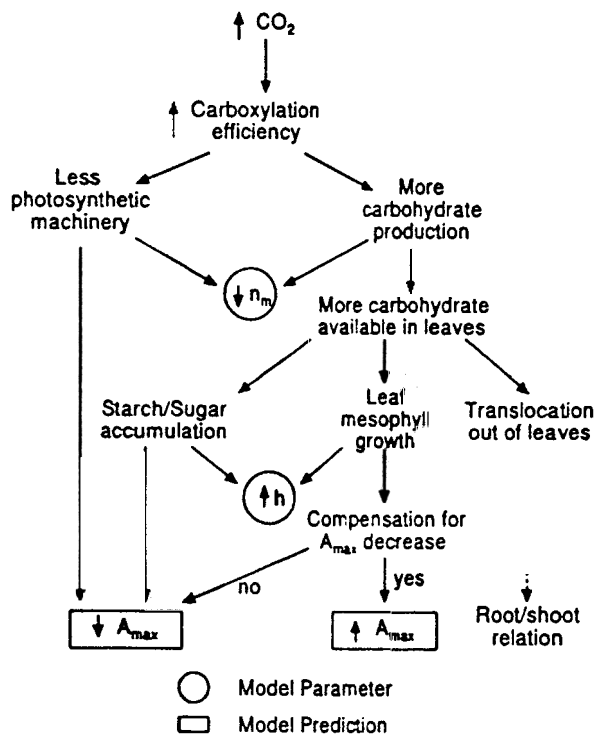 ↑ CO₂
↑ Carboxylation
efficiency
Less
photosynthetic
machinery
More
carbohydrate
production
↓ nₘ
More carbohydrate
available in leaves
Starch/Sugar
accumulation
Leaf
mesophyll
growth
Translocation
out of leaves
↑ h
Compensation for
Amax decrease
no
yes
↓ Amax
↑ Amax
Root/shoot
relation
Model Parameter
Model Prediction